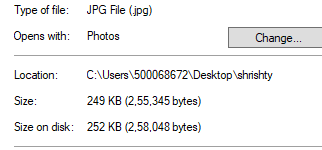 Type of file: JPG File (.jpg)
Opens with: Photos Change...
Location: C:\Users\500068672\Desktop\shrishty
Size: 249 KB (2,55,345 bytes)
Size on disk: 252 KB (2,58,048 bytes)